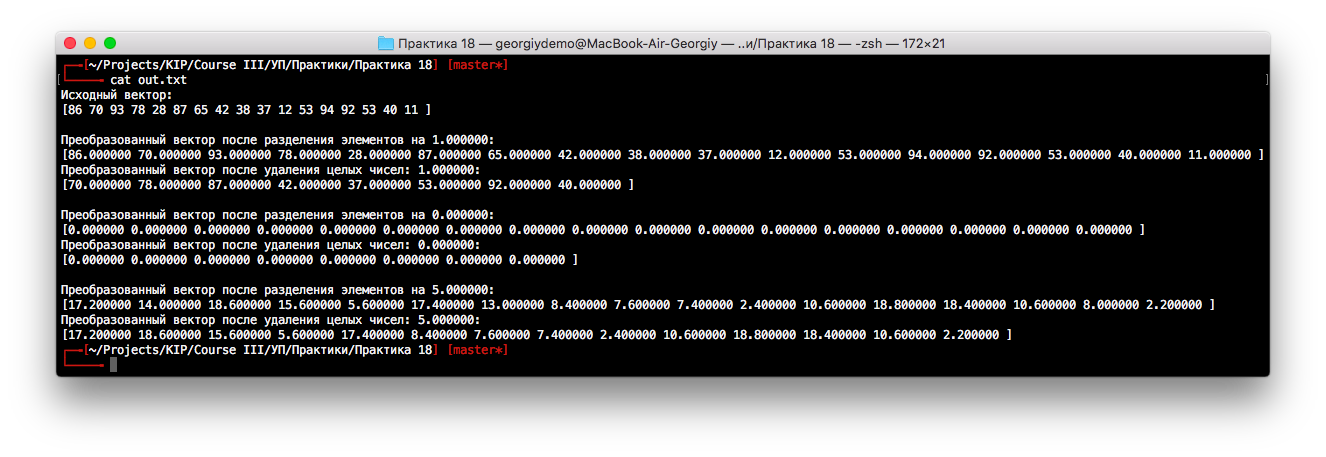 Практика 18 — georgiydemo@MacBook-Air-Georgiy — ..и/Практика 18 — -zsh — 172×21
[~/Projects/KIP/Course III/УП/Практики/Практика 18] [master*]
[ cat out.txt ]
Исходный вектор:
[86 70 93 78 28 87 65 42 38 37 12 53 94 92 53 40 11 ]
Преобразованный вектор после разделения элементов на 1.000000:
[86.000000 70.000000 93.000000 78.000000 28.000000 87.000000 65.000000 42.000000 38.000000 37.000000 12.000000 53.000000 94.000000 92.000000 53.000000 40.000000 11.000000 ]
Преобразованный вектор после удаления целых чисел: 1.000000:
[70.000000 78.000000 87.000000 42.000000 37.000000 53.000000 92.000000 40.000000 ]
Преобразованный вектор после разделения элементов на 0.000000:
[0.000000 0.000000 0.000000 0.000000 0.000000 0.000000 0.000000 0.000000 0.000000 0.000000 0.000000 0.000000 0.000000 0.000000 0.000000 0.000000 0.000000 ]
Преобразованный вектор после удаления целых чисел: 0.000000:
[0.000000 0.000000 0.000000 0.000000 0.000000 0.000000 0.000000 0.000000 ]
Преобразованный вектор после разделения элементов на 5.000000:
[17.200000 14.000000 18.600000 15.600000 5.600000 17.400000 13.000000 8.400000 7.600000 7.400000 2.400000 10.600000 18.800000 18.400000 10.600000 8.000000 2.200000 ]
Преобразованный вектор после удаления целых чисел: 5.000000:
[17.200000 18.600000 15.600000 5.600000 17.400000 8.400000 7.600000 7.400000 2.400000 10.600000 18.800000 18.400000 10.600000 2.200000 ]
[~/Projects/KIP/Course III/УП/Практики/Практика 18] [master*]